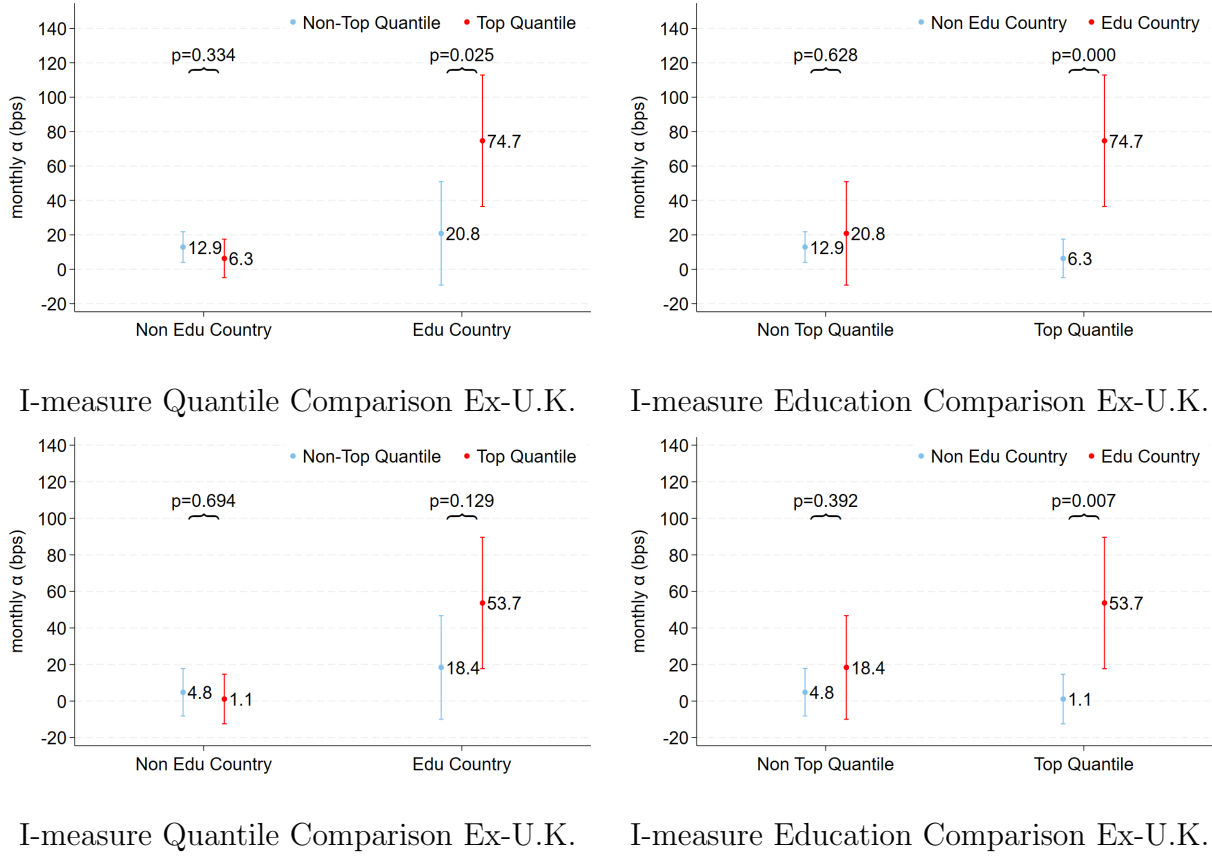 Non-Top Quantile Top Quantile
140
120
100
80
60
40
20
0
-20
monthly α (bps)
p=0.334 p=0.025
12.9
6.3
20.8
74.7
Non Edu Country Edu Country
I-measure Quantile Comparison Ex-U.K.
Non Edu Country Edu Country
140
120
100
80
60
40
20
0
-20
monthly α (bps)
p=0.628 p=0.000
12.9
20.8
6.3
74.7
Non Top Quantile Top Quantile
I-measure Education Comparison Ex-U.K.
Non-Top Quantile Top Quantile
140
120
100
80
60
40
20
0
-20
monthly α (bps)
p=0.694 p=0.129
4.8
1.1
18.4
53.7
Non Edu Country Edu Country
I-measure Quantile Comparison Ex-U.K.
Non Edu Country Edu Country
140
120
100
80
60
40
20
0
-20
monthly α (bps)
p=0.392 p=0.007
4.8
18.4
1.1
53.7
Non Top Quantile Top Quantile
I-measure Education Comparison Ex-U.K.